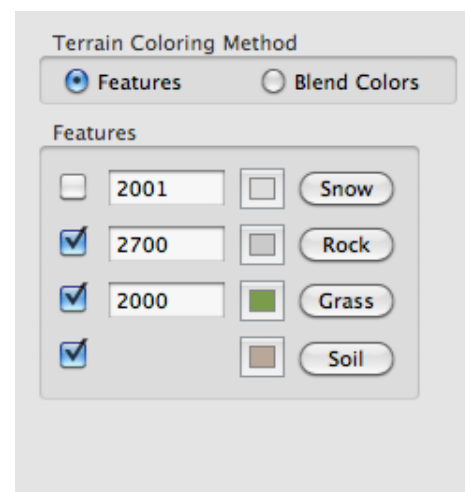 Terrain Coloring Method
Features Blend Colors
Features
2001 Snow
2700 Rock
2000 Grass
Soil